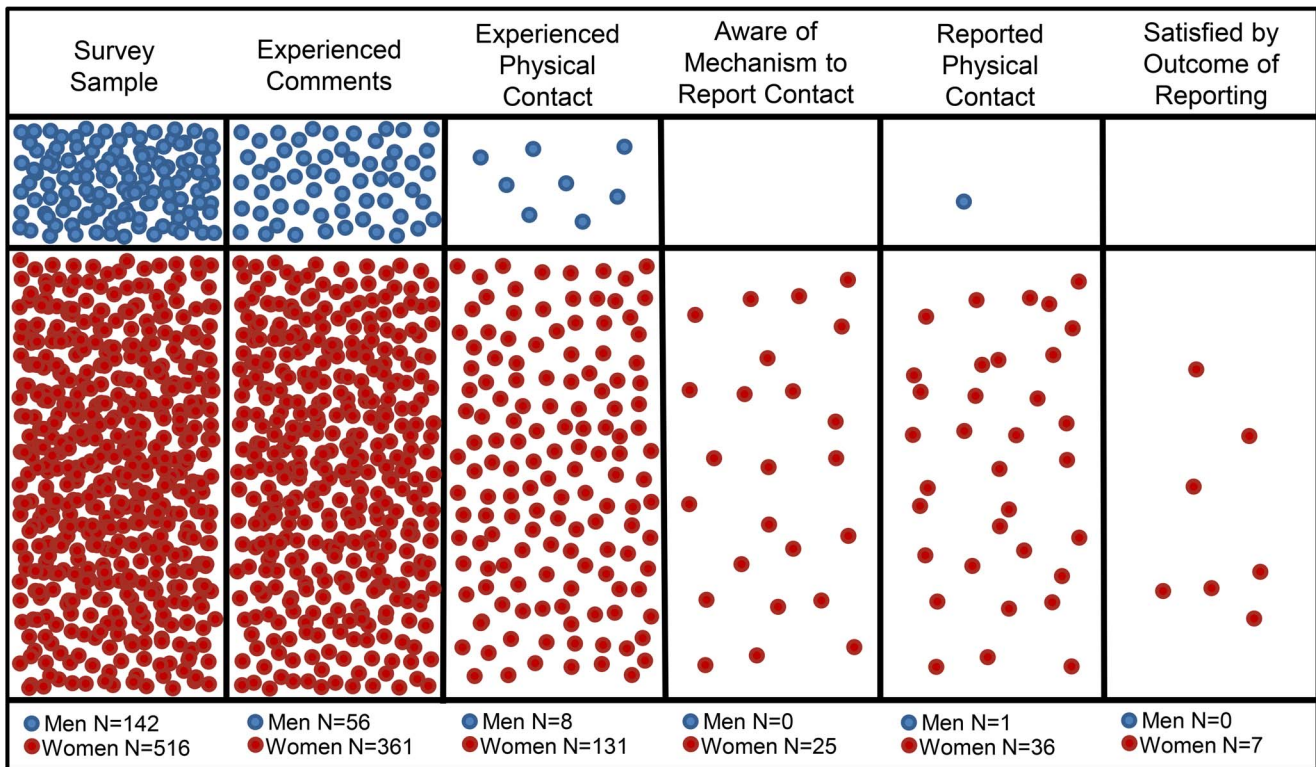 Survey
Sample
Experienced
Comments
Experienced
Physical
Contact
Aware of
Mechanism to
Report Contact
Reported
Physical
Contact
Satisfied by
Outcome of
Reporting
Men N=142
Women N=516
Men N=56
Women N=361
Men N=8
Women N=131
Men N=0
Women N=25
Men N=1
Women N=36
Men N=0
Women N=7